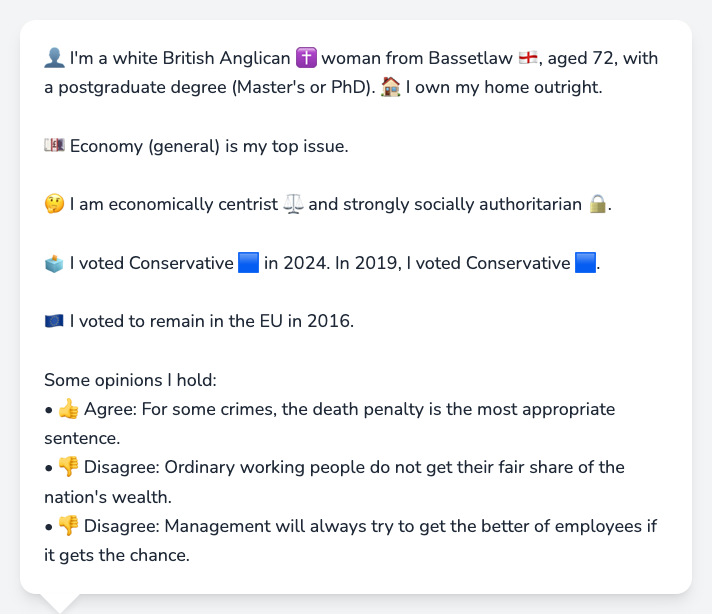 👤 I'm a white British Anglican ✝️ woman from Bassetlaw 🏴󠁧󠁢󠁥󠁮󠁧󠁿, aged 72, with
a postgraduate degree (Master's or PhD). 🏠 I own my home outright.
💷 Economy (general) is my top issue.
🤔 I am economically centrist ⚖️ and strongly socially authoritarian 🔒.
🗳️ I voted Conservative 🟦 in 2024. In 2019, I voted Conservative 🟦.
🇪🇺 I voted to remain in the EU in 2016.
Some opinions I hold:
• 👍 Agree: For some crimes, the death penalty is the most appropriate
sentence.
• 👎 Disagree: Ordinary working people do not get their fair share of the
nation's wealth.
• 👎 Disagree: Management will always try to get the better of employees if
it gets the chance.